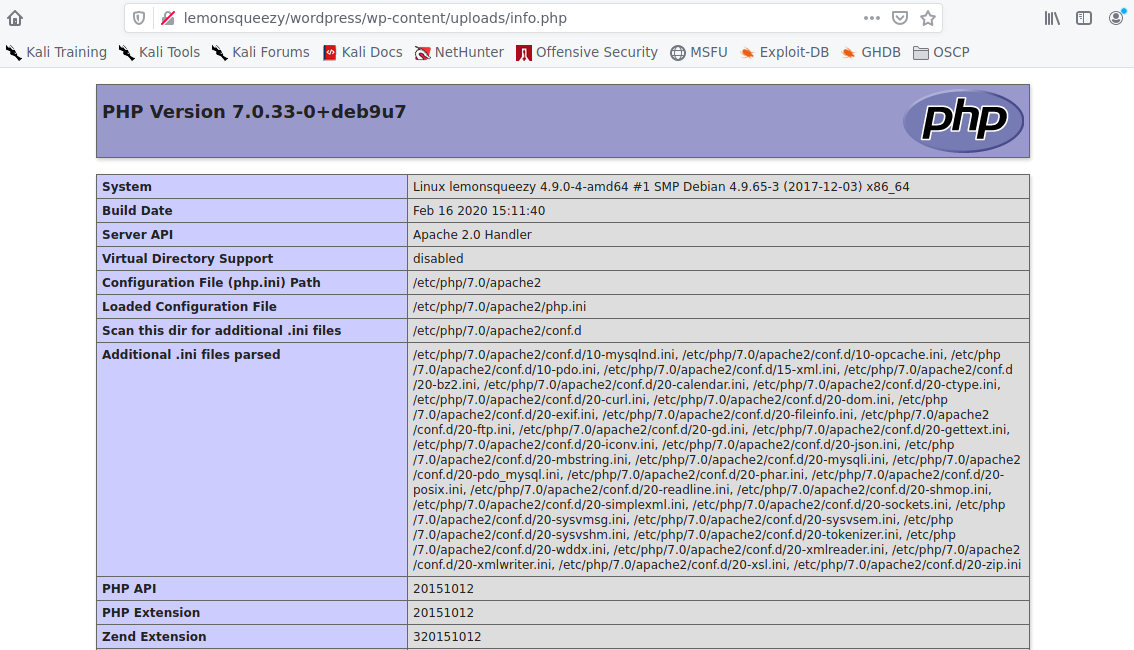 lemonsqueezy/wordpress/wp-content/uploads/info.php
Kali Training Kali Tools Kali Forums Kali Docs NetHunter Offensive Security MSFU Exploit-DB GHDB OSCP
PHP Version 7.0.33-0+deb9u7
php
System Linux lemonsqueezy 4.9.0-4-amd64 #1 SMP Debian 4.9.65-3 (2017-12-03) x86_64
Build Date Feb 16 2020 15:11:40
Server API Apache 2.0 Handler
Virtual Directory Support disabled
Configuration File (php.ini) Path /etc/php/7.0/apache2
Loaded Configuration File /etc/php/7.0/apache2/php.ini
Scan this dir for additional .ini files /etc/php/7.0/apache2/conf.d
Additional .ini files parsed /etc/php/7.0/apache2/conf.d/10-mysqlnd.ini, /etc/php/7.0/apache2/conf.d/10-opcache.ini, /etc/php
/7.0/apache2/conf.d/10-pdo.ini, /etc/php/7.0/apache2/conf.d/15-xml.ini, /etc/php/7.0/apache2/conf.d
/20-bz2.ini, /etc/php/7.0/apache2/conf.d/20-calendar.ini, /etc/php/7.0/apache2/conf.d/20-ctype.ini,
/etc/php/7.0/apache2/conf.d/20-curl.ini, /etc/php/7.0/apache2/conf.d/20-dom.ini, /etc/php
/7.0/apache2/conf.d/20-exif.ini, /etc/php/7.0/apache2/conf.d/20-fileinfo.ini, /etc/php/7.0/apache2
/conf.d/20-ftp.ini, /etc/php/7.0/apache2/conf.d/20-gd.ini, /etc/php/7.0/apache2/conf.d/20-gettext.ini,
/etc/php/7.0/apache2/conf.d/20-iconv.ini, /etc/php/7.0/apache2/conf.d/20-json.ini, /etc/php
/7.0/apache2/conf.d/20-mbstring.ini, /etc/php/7.0/apache2/conf.d/20-mysqli.ini, /etc/php/7.0/apache2
/conf.d/20-pdo_mysql.ini, /etc/php/7.0/apache2/conf.d/20-phar.ini, /etc/php/7.0/apache2/conf.d/20-
posix.ini, /etc/php/7.0/apache2/conf.d/20-readline.ini, /etc/php/7.0/apache2/conf.d/20-shmop.ini,
/etc/php/7.0/apache2/conf.d/20-simplexml.ini, /etc/php/7.0/apache2/conf.d/20-sockets.ini, /etc/php
/7.0/apache2/conf.d/20-sysvmsg.ini, /etc/php/7.0/apache2/conf.d/20-sysvsem.ini, /etc/php
/7.0/apache2/conf.d/20-sysvshm.ini, /etc/php/7.0/apache2/conf.d/20-tokenizer.ini, /etc/php
/7.0/apache2/conf.d/20-wddx.ini, /etc/php/7.0/apache2/conf.d/20-xmlreader.ini, /etc/php/7.0/apache2
/conf.d/20-xmlwriter.ini, /etc/php/7.0/apache2/conf.d/20-xsl.ini, /etc/php/7.0/apache2/conf.d/20-zip.ini
PHP API 20151012
PHP Extension 20151012
Zend Extension 320151012